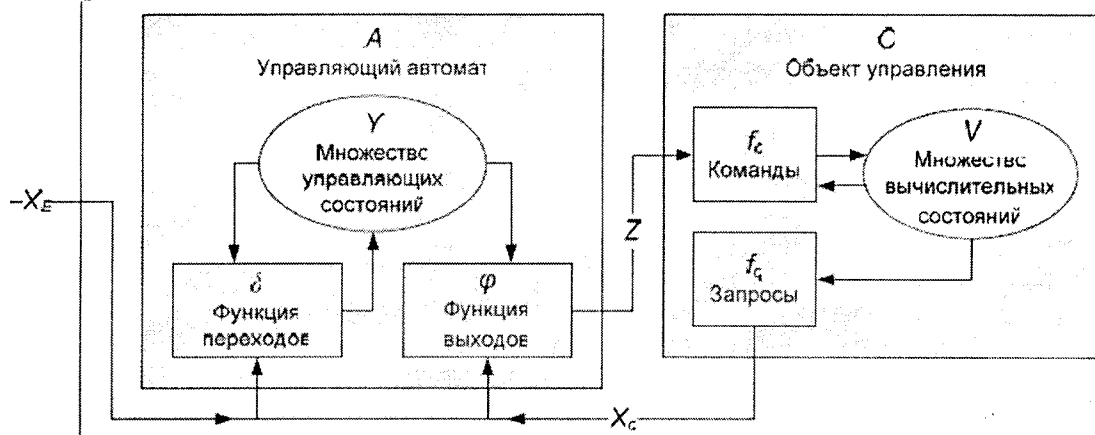 A
Управляющий автомат
Y
Множество
управляющих
состояний
δ
Функция
переходов
φ
Функция
выходов
X_E
Z
C
Объект управления
f_c
Команды
V
Множество
вычислительных
состояний
f_q
Запросы
X_C